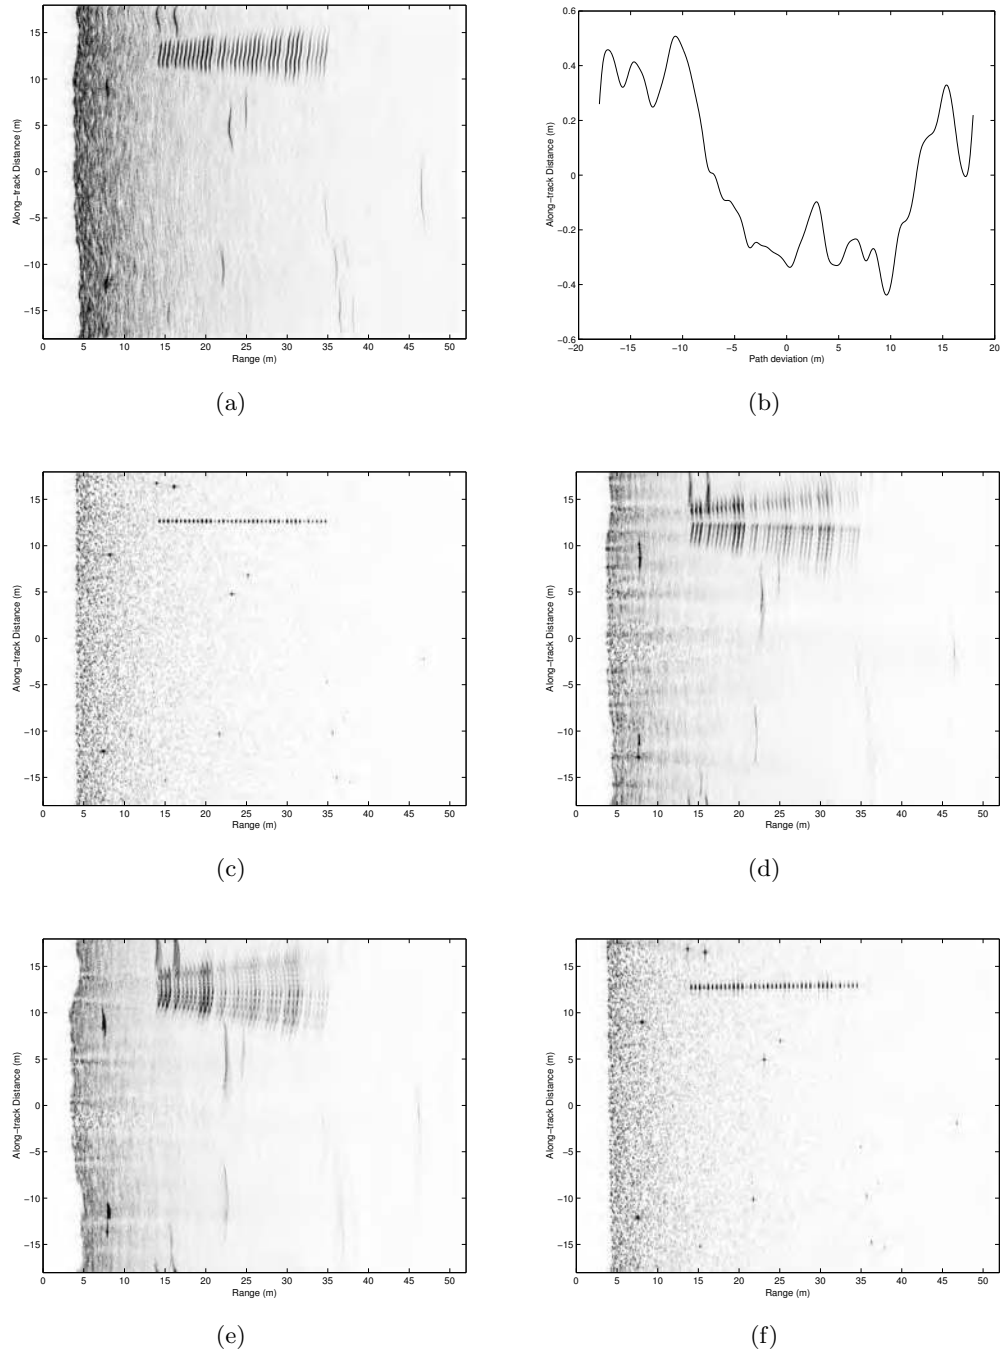 15
10
5
0
−5
−10
−15
Along−track Distance (m)
0 5 10 15 20 25 30 35 40 45 50
Range (m)
(a)
0.6
0.4
0.2
0
−0.2
−0.4
−0.6
Along−track Distance (m)
−20 −15 −10 −5 0 5 10 15 20
Path deviation (m)
(b)
15
10
5
0
−5
−10
−15
Along−track Distance (m)
0 5 10 15 20 25 30 35 40 45 50
Range (m)
(c)
15
10
5
0
−5
−10
−15
Along−track Distance (m)
0 5 10 15 20 25 30 35 40 45 50
Range (m)
(d)
15
10
5
0
−5
−10
−15
Along−track Distance (m)
0 5 10 15 20 25 30 35 40 45 50
Range (m)
(e)
15
10
5
0
−5
−10
−15
Along−track Distance (m)
0 5 10 15 20 25 30 35 40 45 50
Range (m)
(f)